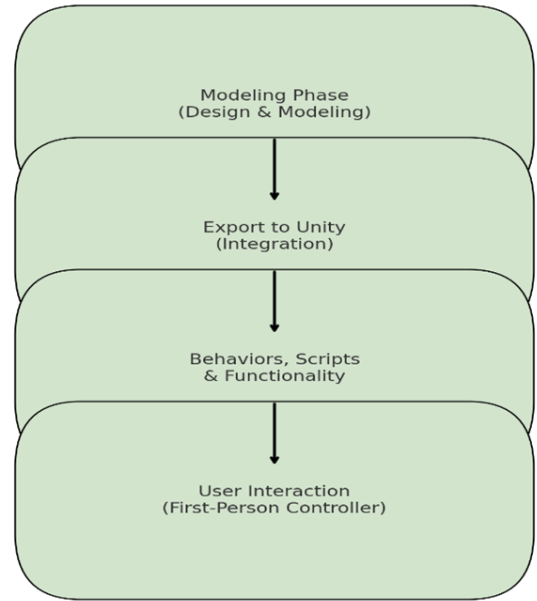 Modeling Phase
(Design & Modeling)
Export to Unity
(Integration)
Behaviors, Scripts
& Functionality
User Interaction
(First-Person Controller)